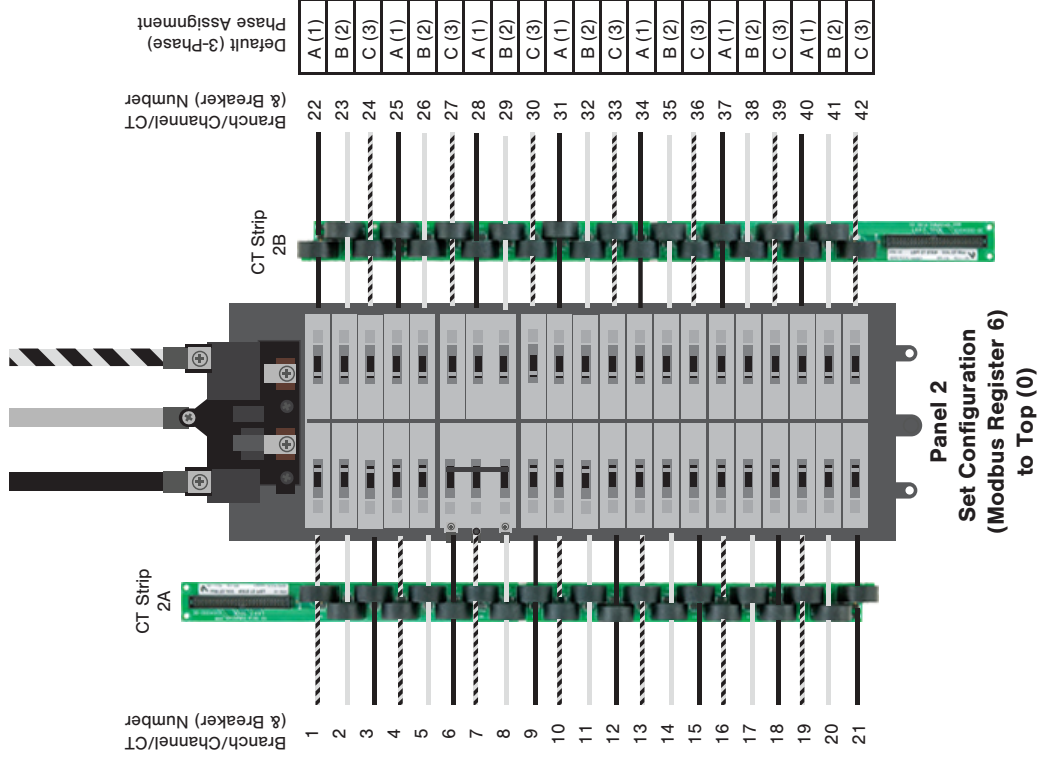 Default (3-Phase)
Phase Assignment
A (1)
B (2)
C (3)
A (1)
B (2)
C (3)
A (1)
B (2)
C (3)
A (1)
B (2)
C (3)
A (1)
B (2)
C (3)
A (1)
B (2)
C (3)
A (1)
B (2)
C (3)
Branch/Channel/CT
(& Breaker) Number
22
23
24
25
26
27
28
29
30
31
32
33
34
35
36
37
38
39
40
41
42
CT Strip
2B
CT Strip
2A
Branch/Channel/CT
(& Breaker) Number
1
2
3
4
5
6
7
8
9
10
11
12
13
14
15
16
17
18
19
20
21
Panel 2
Set Configuration
(Modbus Register 6)
to Top (0)